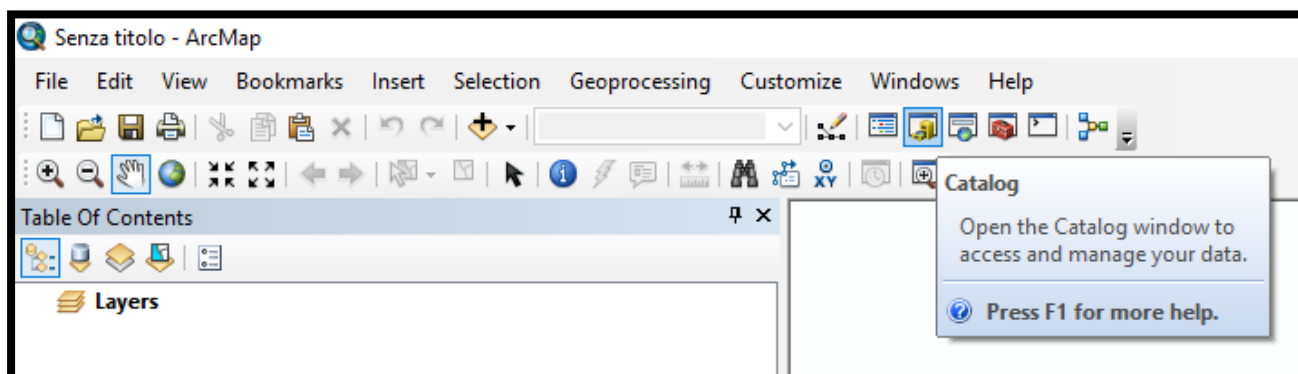 Senza titolo - ArcMap
File Edit View Bookmarks Insert Selection Geoprocessing Customize Windows Help
XY
Table Of Contents
Layers
Catalog
Open the Catalog window to
access and manage your data.
Press F1 for more help.